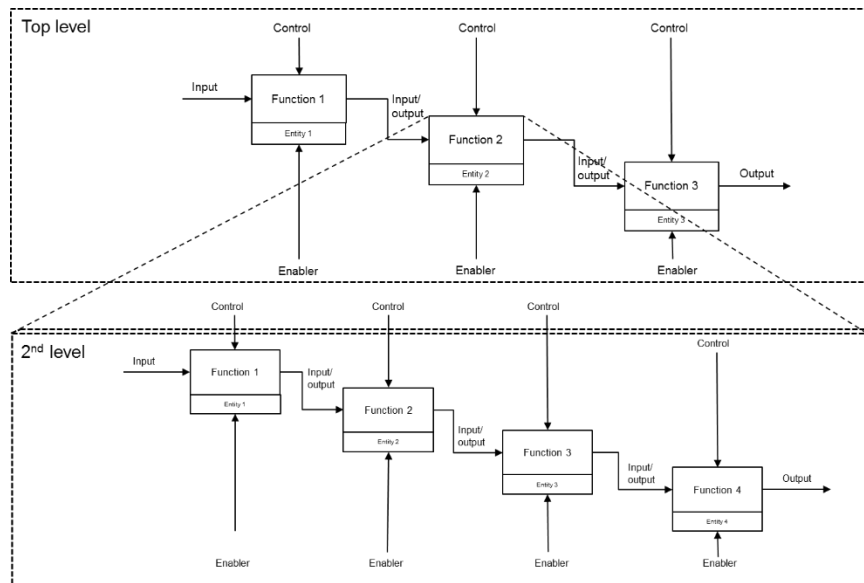 Top level
Control
Control
Control
Input
Function 1
Entity 1
Input/
output
Function 2
Entity 2
Input/
output
Function 3
Entity 3
Output
Enabler
Enabler
Enabler
2nd level
Control
Control
Control
Control
Input
Function 1
Entity 1
Input/
output
Function 2
Entity 2
Input/
output
Function 3
Entity 3
Input/
output
Function 4
Entity 4
Output
Enabler
Enabler
Enabler
Enabler